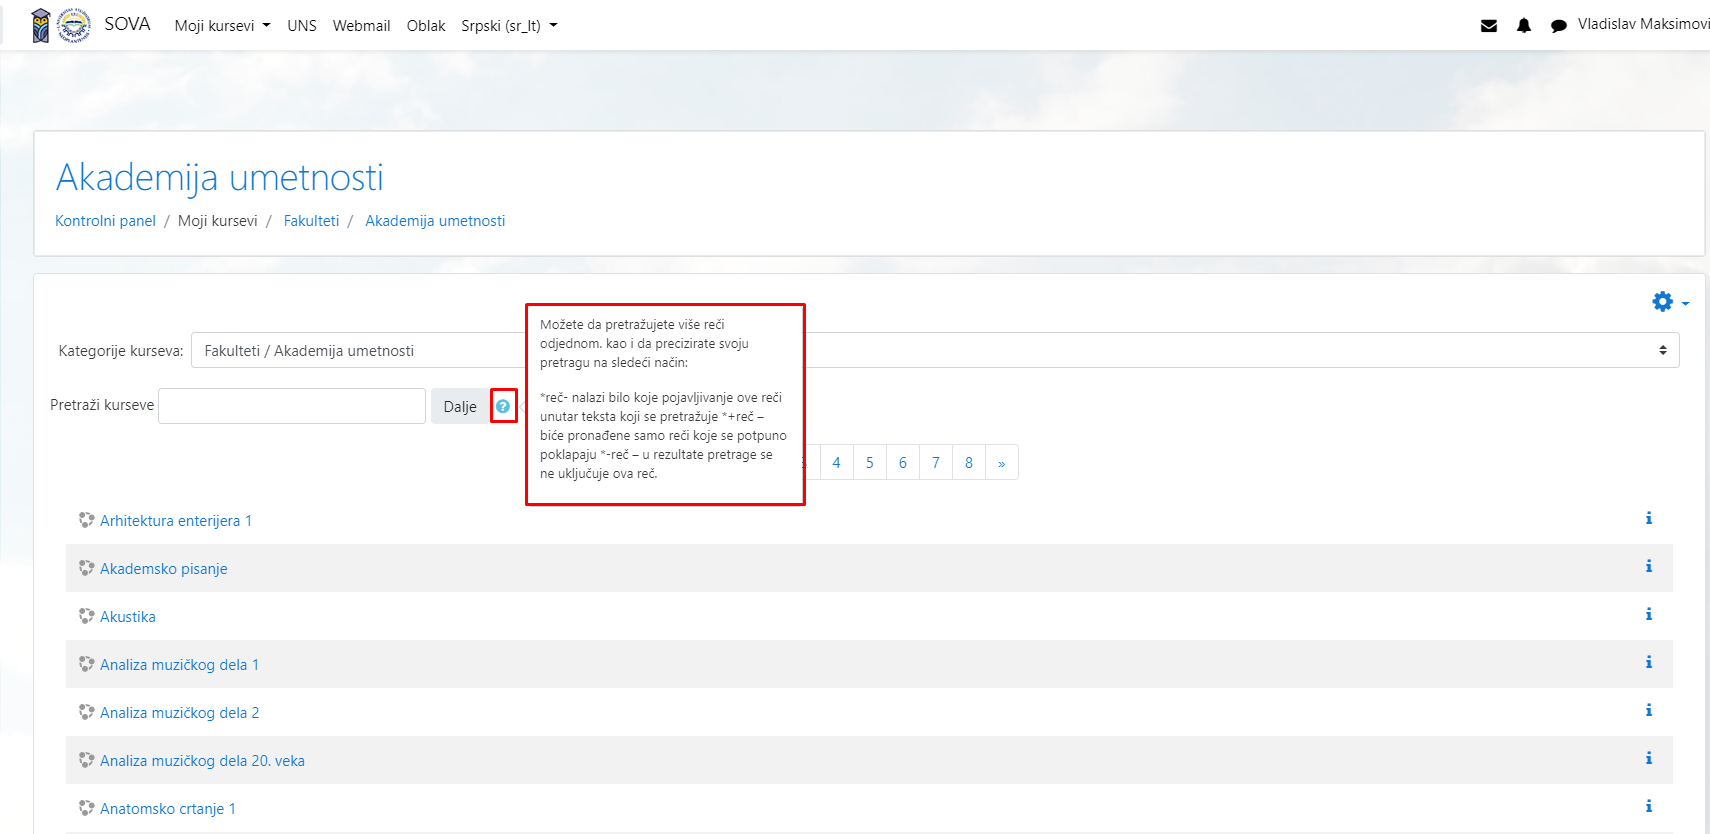 SOVA Moji kursevi UNS Webmail Oblak Srpski (sr_lt) Vladislav Maksimovi
Akademija umetnosti
Kontrolni panel / Moji kursevi / Fakulteti / Akademija umetnosti
Kategorije kurseva: Fakulteti / Akademija umetnosti
Pretraži kurseve Dalje ?
Možete da pretražujete više reči
odjednom. kao i da precizirate svoju
pretragu na sledeći način:
*reč- nalazi bilo koje pojavljivanje ove reči
unutar teksta koji se pretražuje *+reč –
biće pronađene samo reči koje se potpuno
poklapaju *-reč – u rezultate pretrage se
ne uključuje ova reč.
4 5 6 7 8 »
Arhitektura enterijera 1
Akademsko pisanje
Akustika
Analiza muzičkog dela 1
Analiza muzičkog dela 2
Analiza muzičkog dela 20. veka
Anatomsko crtanje 1